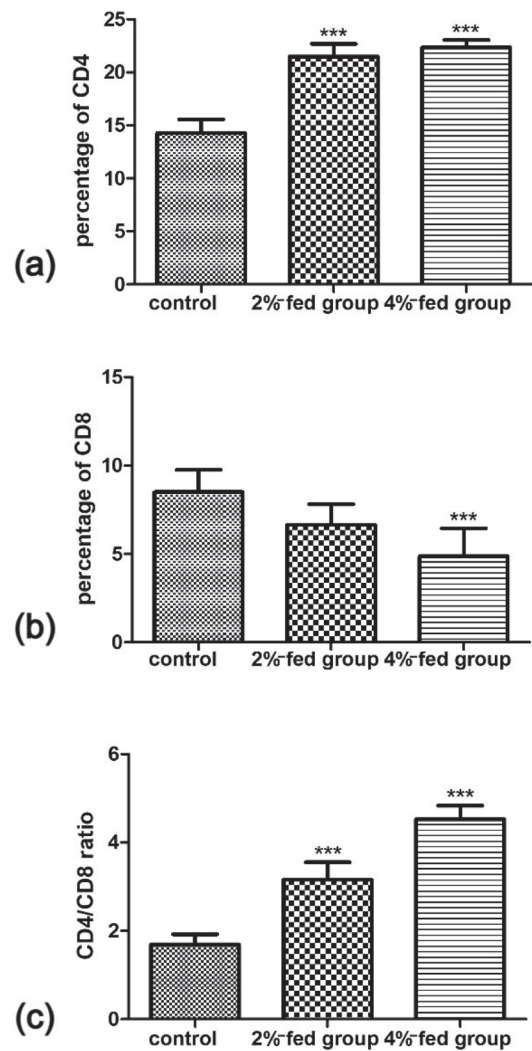 25
20
15
10
5
0
percentage of CD4
***
***
control
2%-fed group
4%-fed group
(a)
15
10
5
0
percentage of CD8
***
control
2%-fed group
4%-fed group
(b)
6
4
2
0
CD4/CD8 ratio
***
***
control
2%-fed group
4%-fed group
(c)